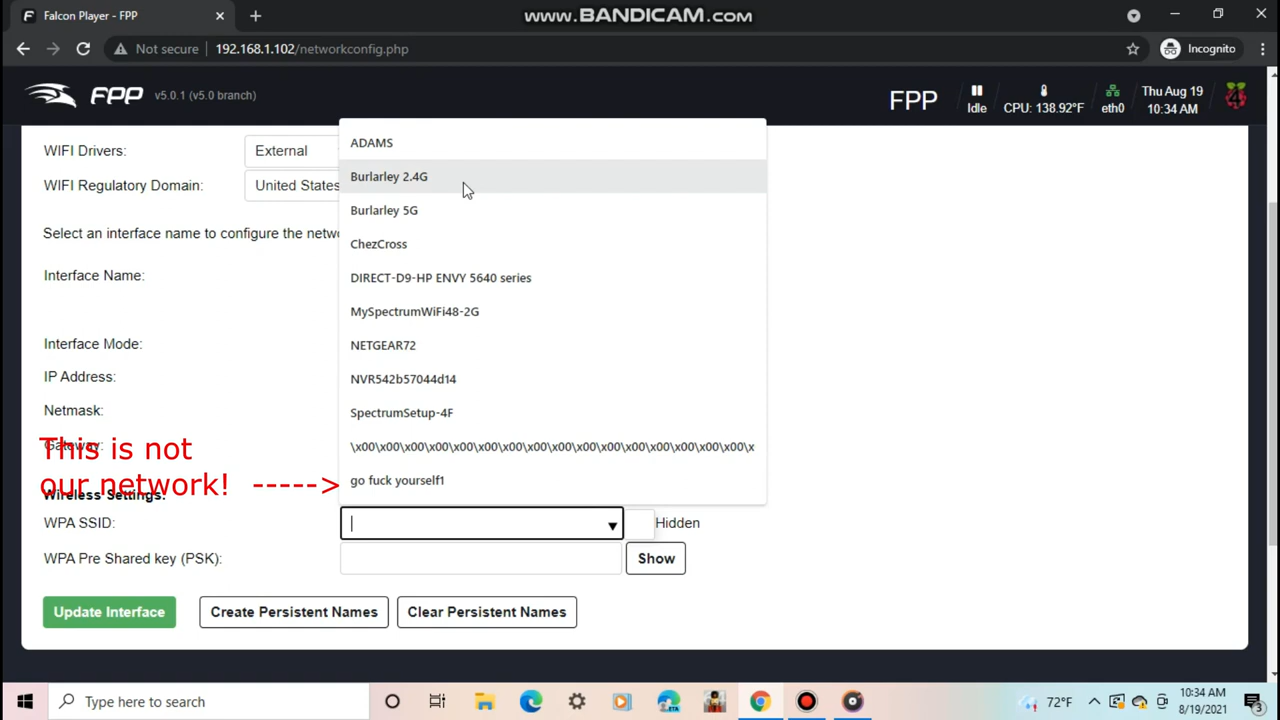 Falcon Player - FPP
www.BANDICAM.com
Not secure 192.168.1.102/networkconfig.php
Incognito
FPP v5.0.1 (v5.0 branch)
FPP
Idle
CPU: 138.92°F
eth0
Thu Aug 19
10:34 AM
WIFI Drivers:
External
WIFI Regulatory Domain:
United States
Select an interface name to configure the netwo
Interface Name:
Interface Mode:
IP Address:
Netmask:
Gateway:
ADAMS
Burlarley 2.4G
Burlarley 5G
ChezCross
DIRECT-D9-HP ENVY 5640 series
MySpectrumWiFi48-2G
NETGEAR72
NVR542b57044d14
SpectrumSetup-4F
\x00\x00\x00\x00\x00\x00\x00\x00\x00\x00\x00\x00\x00\x00\x00\x00\x
go fuck yourself1
This is not
our network! ----->
Wireless Settings:
WPA SSID:
Hidden
WPA Pre Shared key (PSK):
Show
Update Interface
Create Persistent Names
Clear Persistent Names
Type here to search
ETA
72°F
10:34 AM
8/19/2021
3